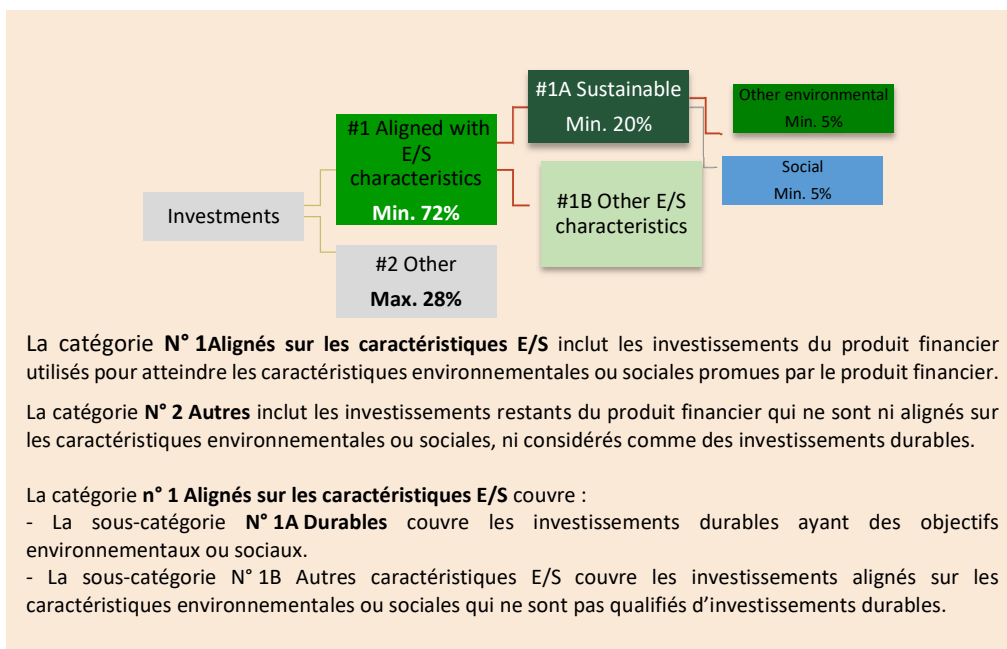 #1A Sustainable
Min. 20%
Other environmental
Min. 5%
#1 Aligned with
E/S
characteristics
Min. 72%
Social
Min. 5%
#1B Other E/S
characteristics
Investments
#2 Other
Max. 28%
La catégorie N° 1Alignés sur les caractéristiques E/S inclut les investissements du produit financier
utilisés pour atteindre les caractéristiques environnementales ou sociales promues par le produit financier.
La catégorie N° 2 Autres inclut les investissements restants du produit financier qui ne sont ni alignés sur
les caractéristiques environnementales ou sociales, ni considérés comme des investissements durables.
La catégorie n° 1 Alignés sur les caractéristiques E/S couvre :
- La sous-catégorie N° 1A Durables couvre les investissements durables ayant des objectifs
environnementaux ou sociaux.
- La sous-catégorie N° 1B Autres caractéristiques E/S couvre les investissements alignés sur les
caractéristiques environnementales ou sociales qui ne sont pas qualifiés d’investissements durables.